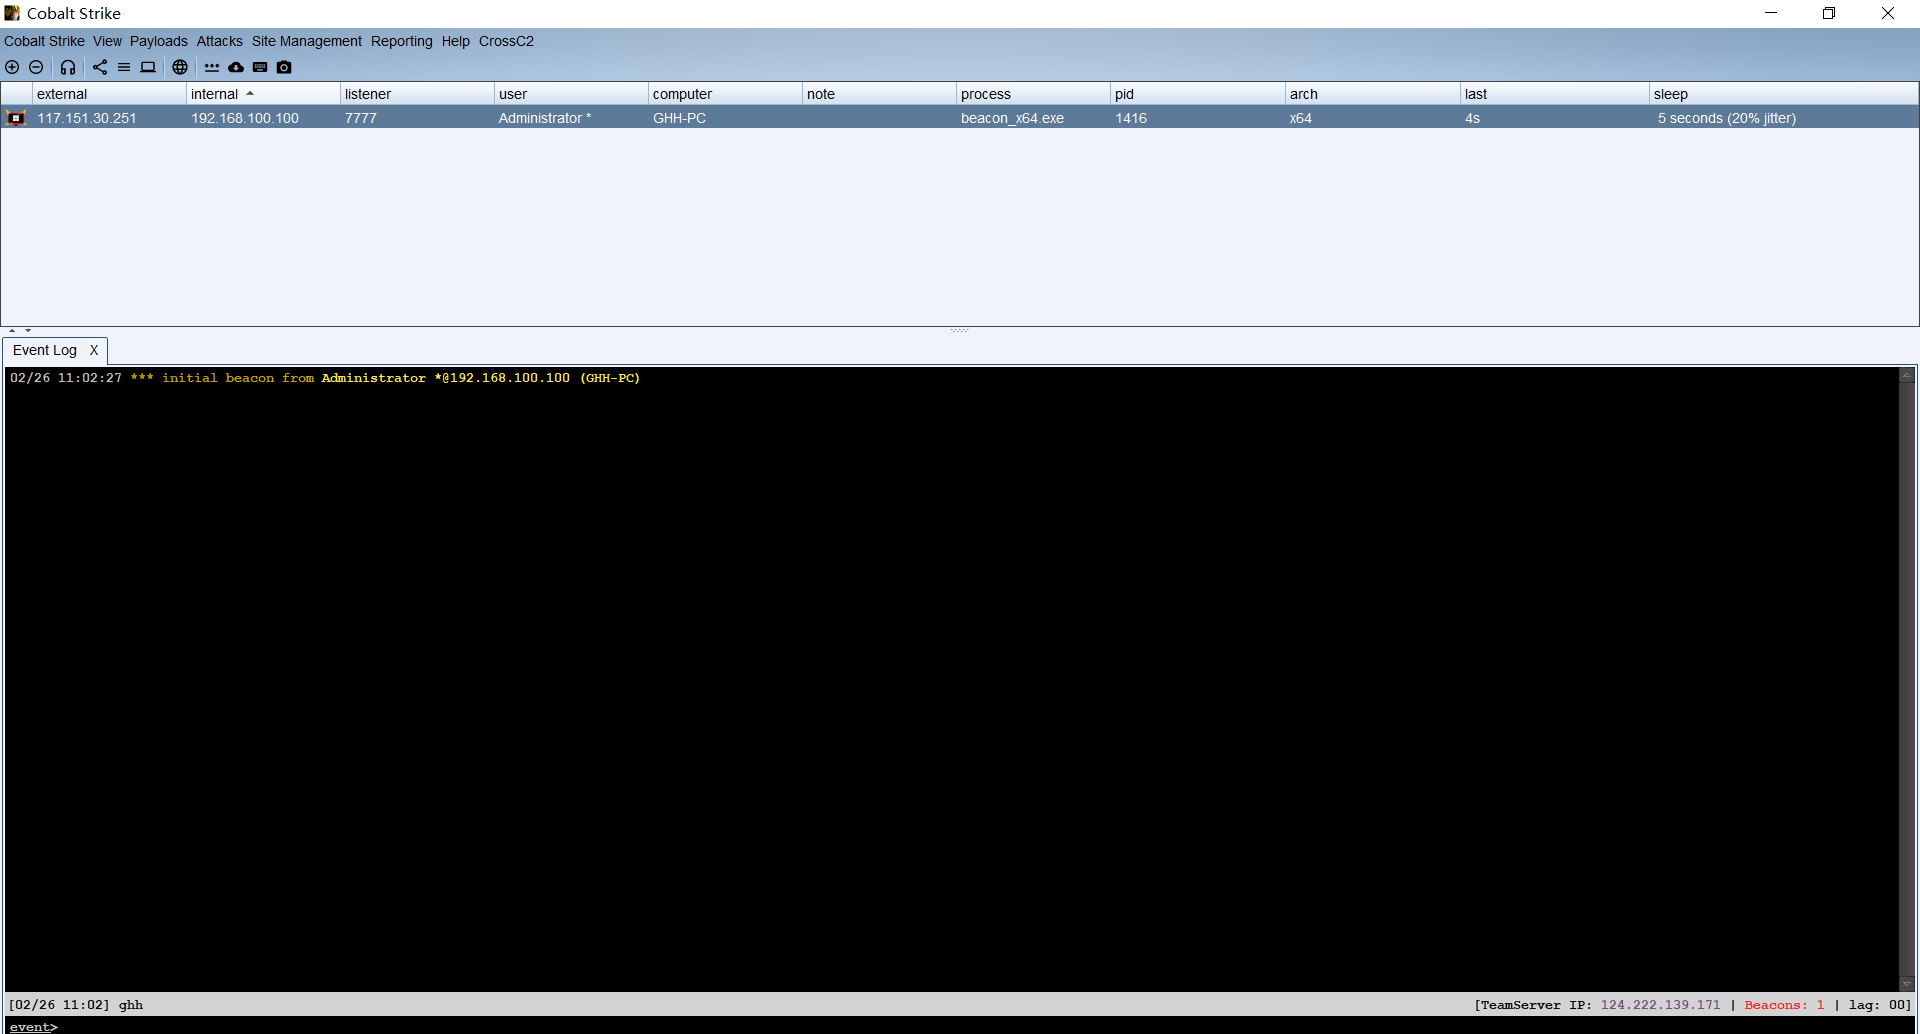 Cobalt Strike
Cobalt Strike View Payloads Attacks Site Management Reporting Help CrossC2
external internal listener user computer note process pid arch last sleep
117.151.30.251 192.168.100.100 7777 Administrator * GHH-PC beacon_x64.exe 1416 x64 4s 5 seconds (20% jitter)
Event Log X
02/26 11:02:27 *** initial beacon from Administrator *@192.168.100.100 (GHH-PC)
[02/26 11:02] ghh [TeamServer IP: 124.222.139.171 | Beacons: 1 | lag: 00]
event>